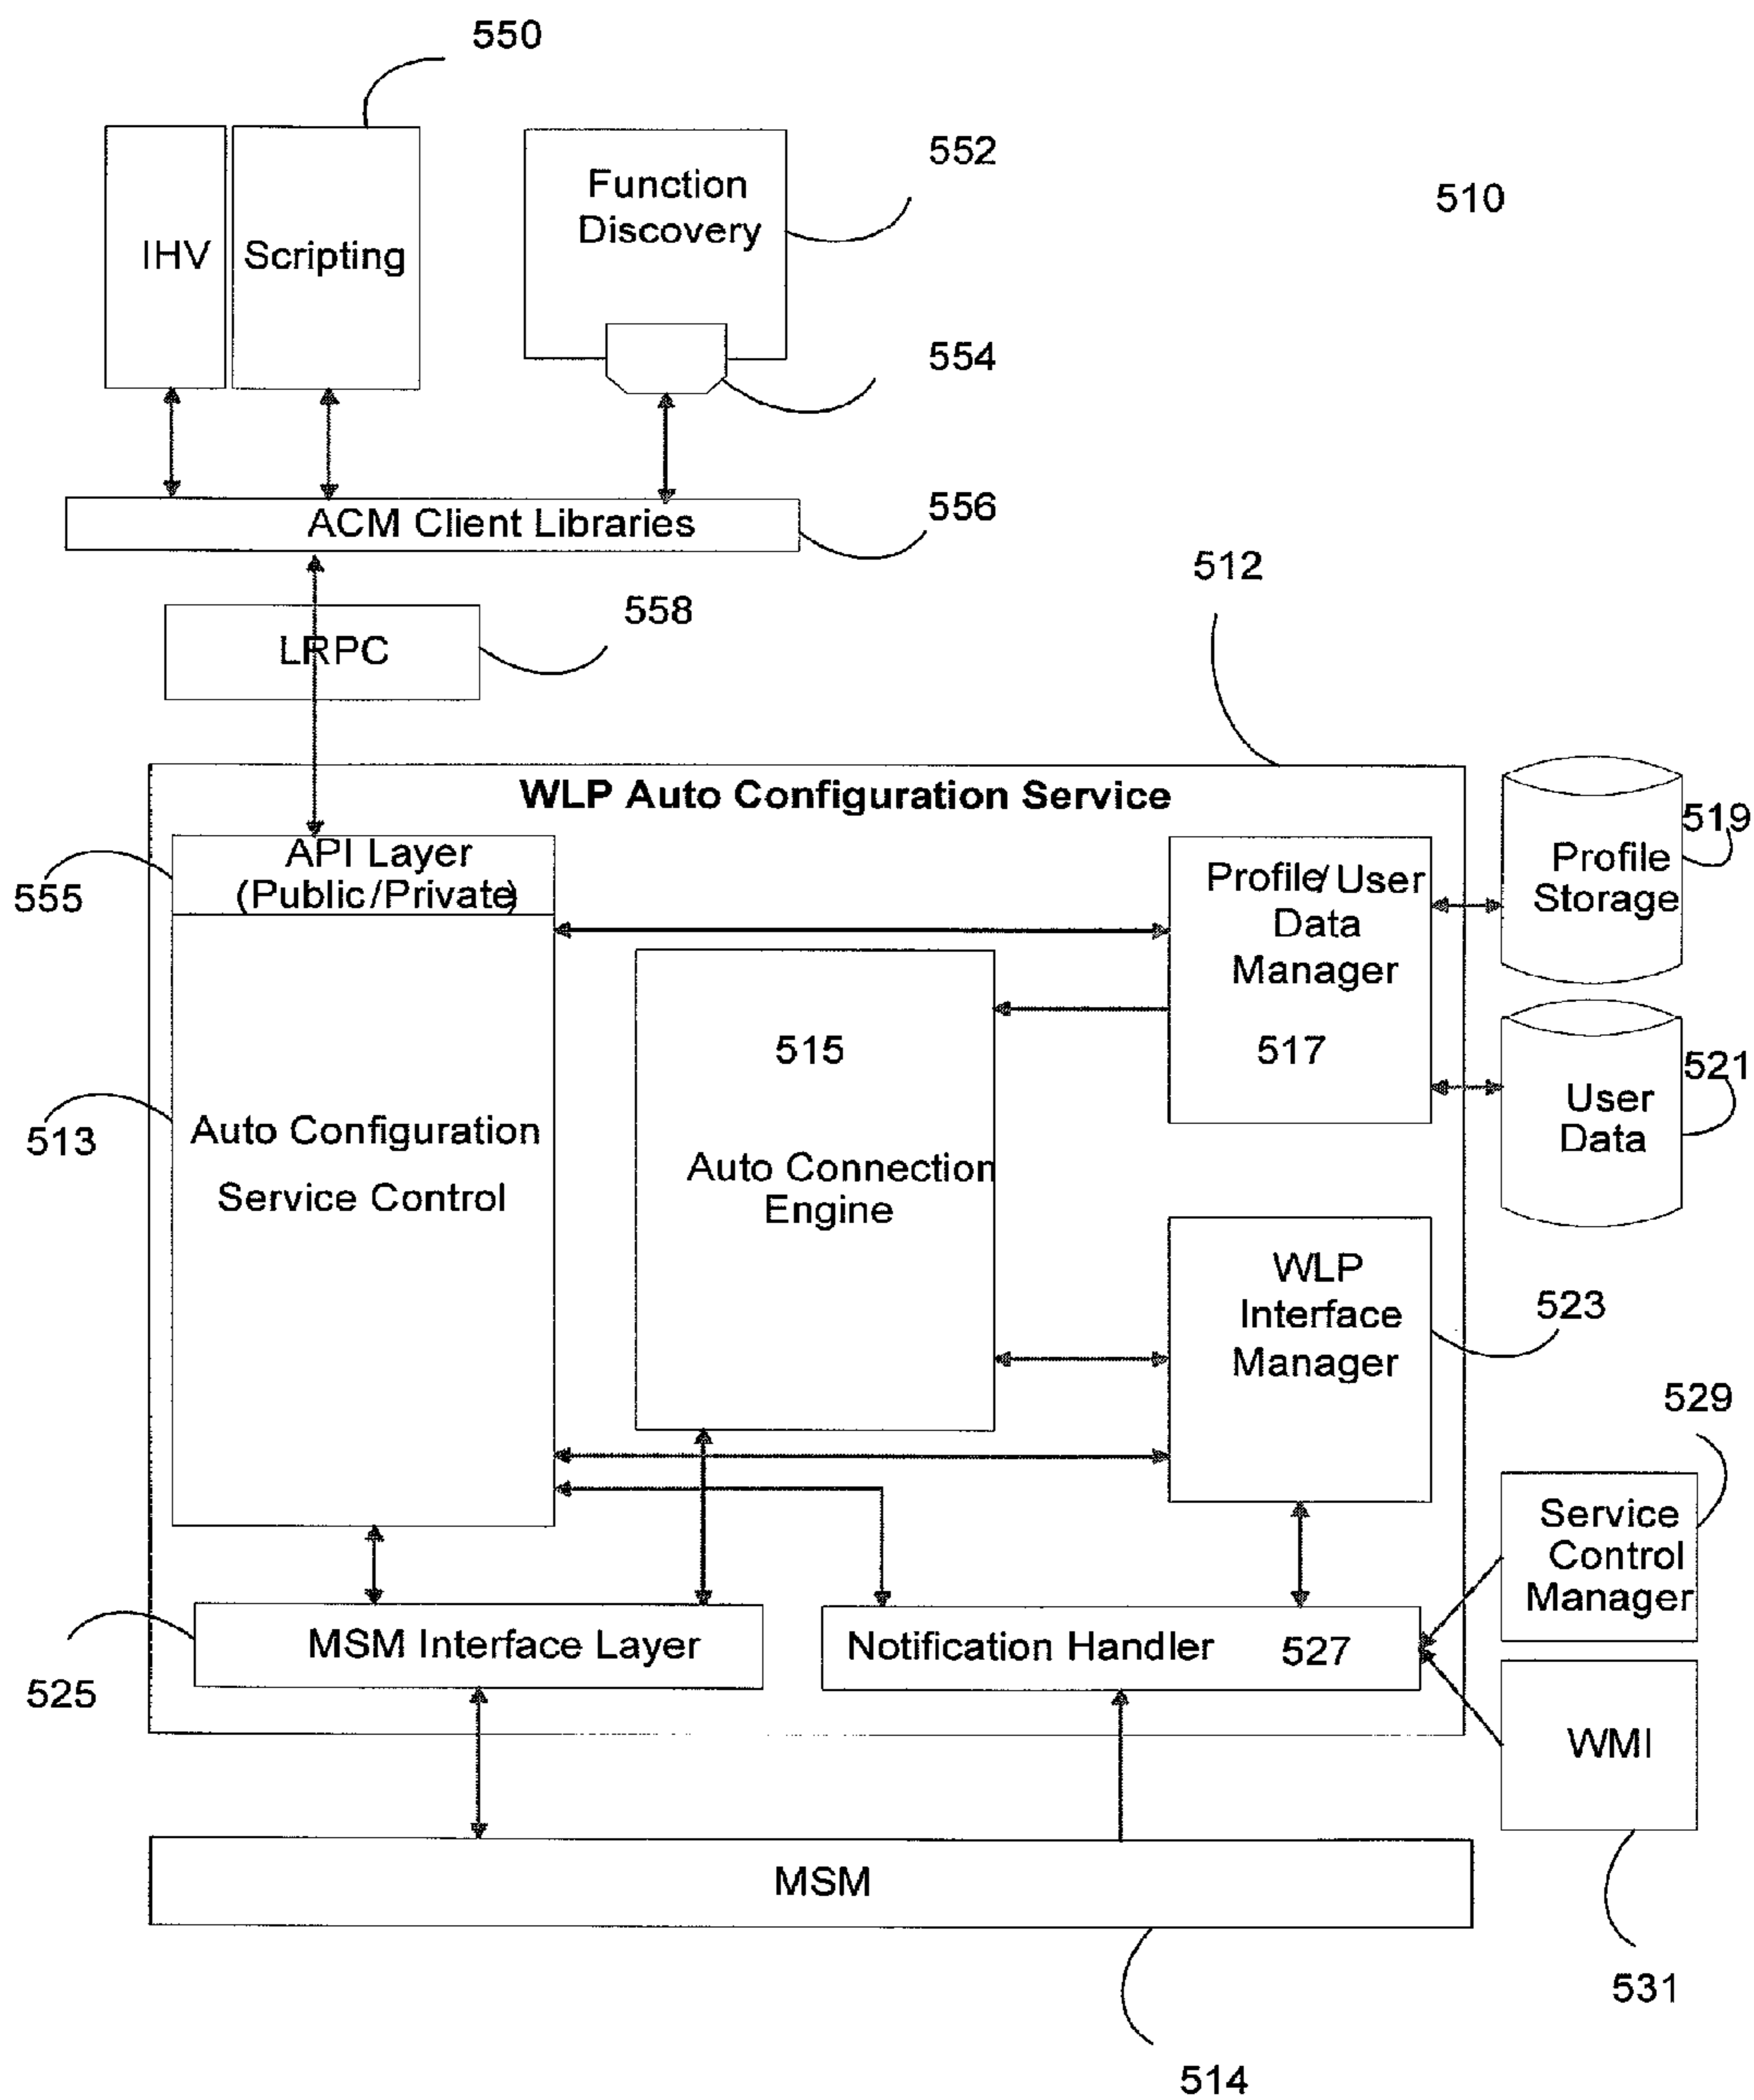 550
552
510
Function
Discovery
IHV
Scripting
554
556
ACM Client Libraries
512
558
LRPC
WLP Auto Configuration Service
519
API Layer
(Public/Private)
555
Profile/User
Data
Manager
517
Profile
Storage
515
521
User
Data
513
Auto Configuration
Service Control
Auto Connection
Engine
WLP
Interface
Manager
523
529
Service
Control
Manager
MSM Interface Layer
Notification Handler 527
525
WMI
MSM
531
514